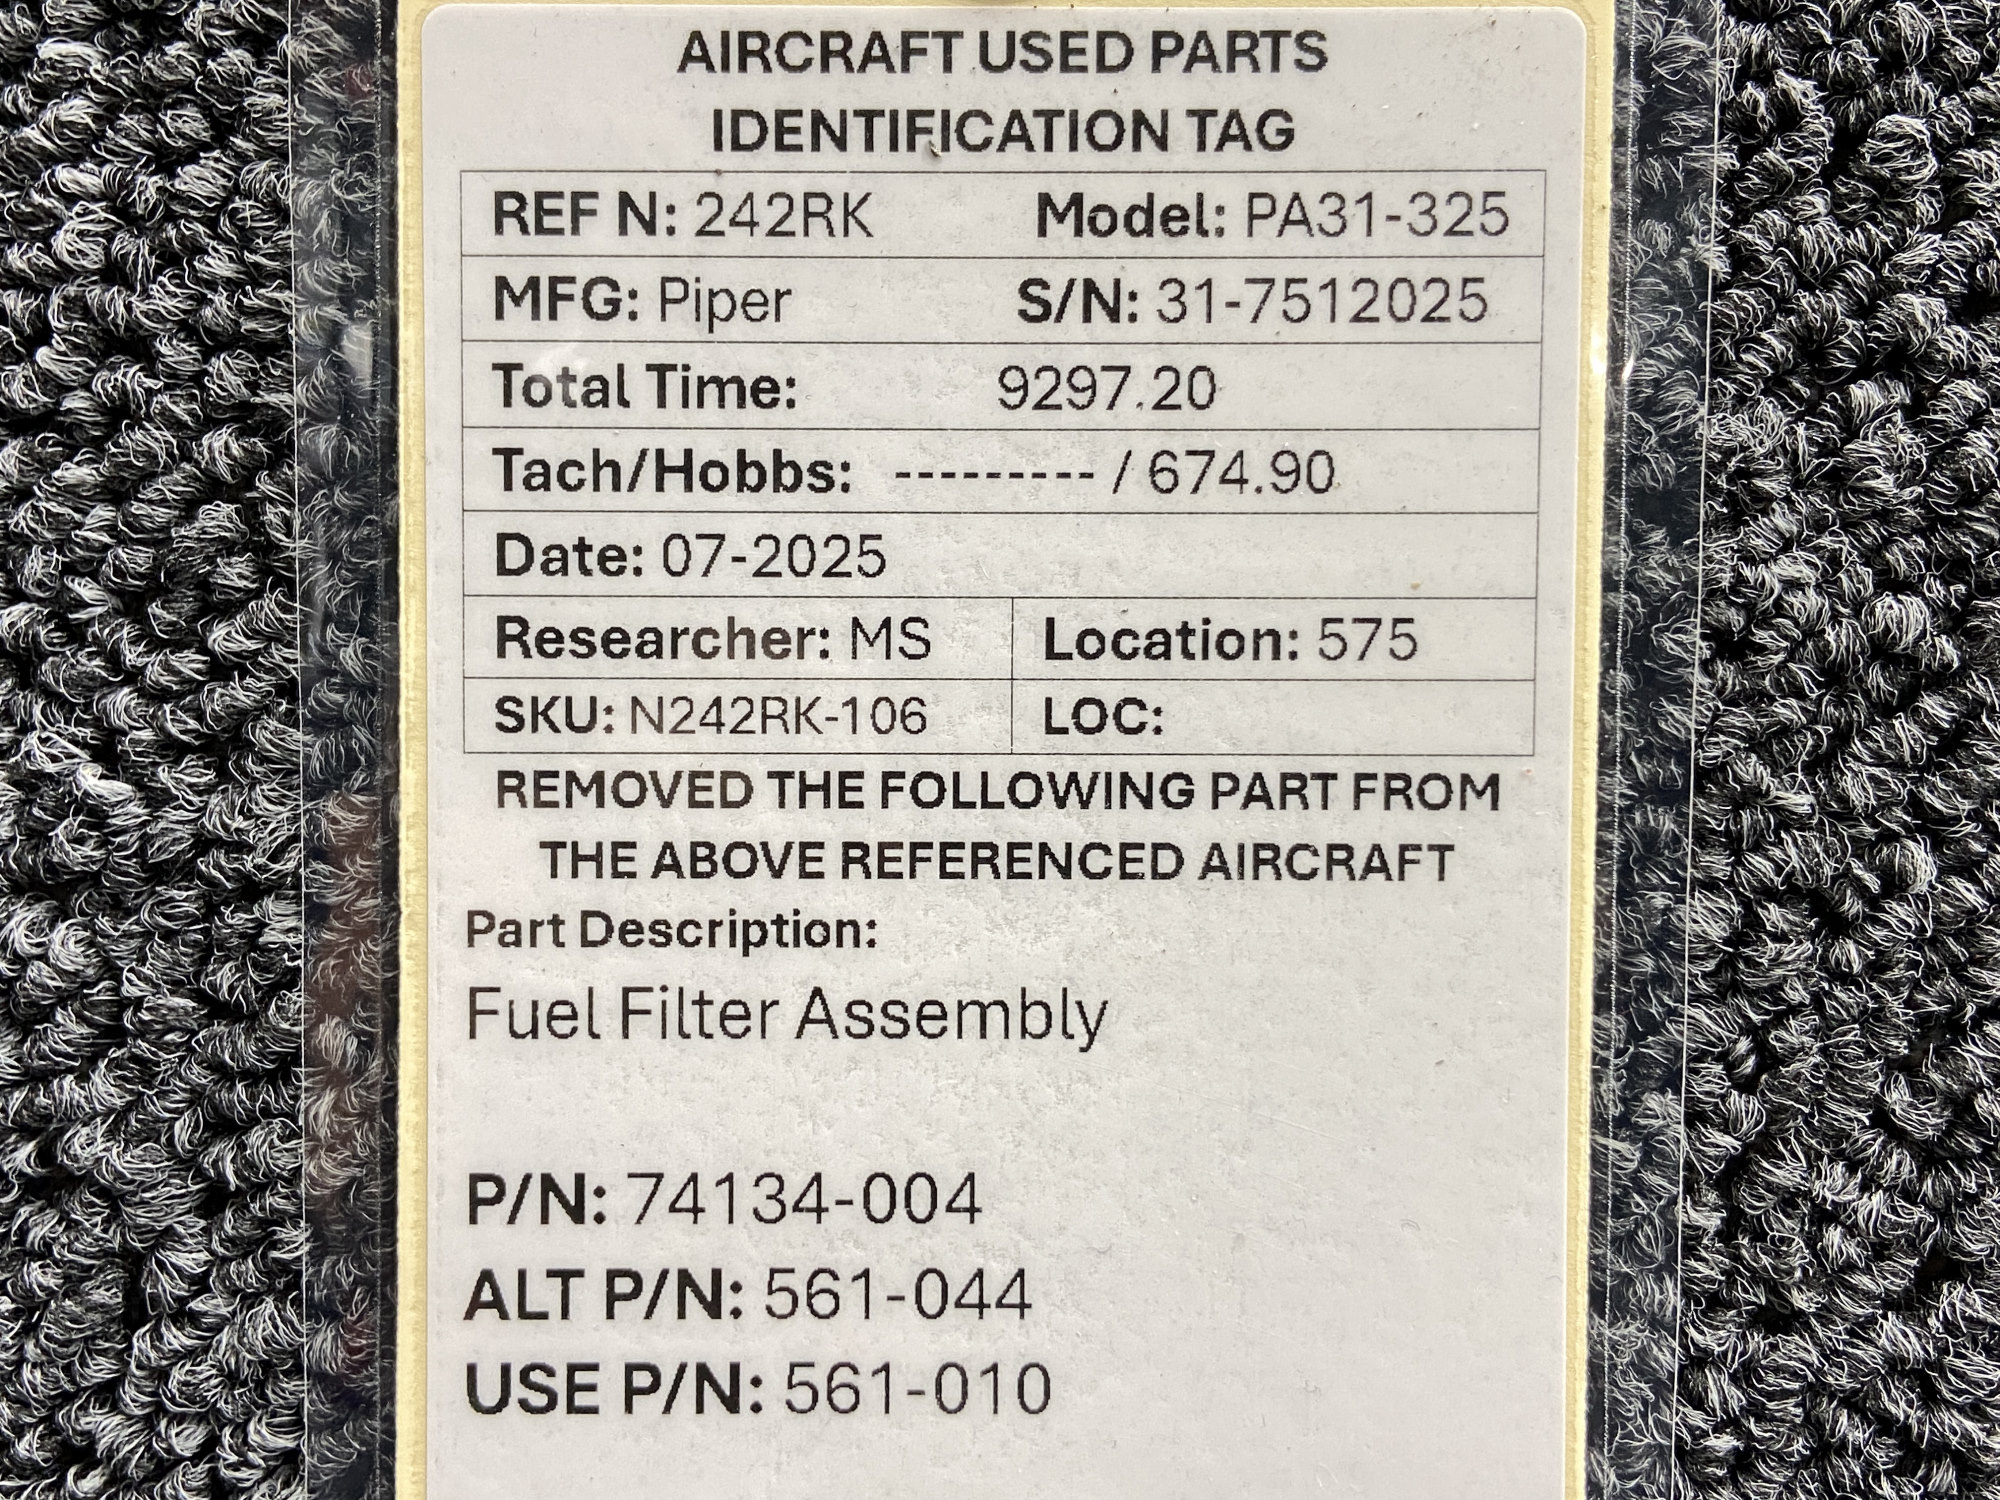 AIRCRAFT USED PARTS
IDENTIFICATION TAG
REF N: 242RK Model: PA31-325
MFG: Piper S/N: 31-7512025
Total Time: 9297.20
Tach/Hobbs: --------- / 674.90
Date: 07-2025
Researcher: MS Location: 575
SKU: N242RK-106 LOC:
REMOVED THE FOLLOWING PART FROM
THE ABOVE REFERENCED AIRCRAFT
Part Description:
Fuel Filter Assembly
P/N: 74134-004
ALT P/N: 561-044
USE P/N: 561-010